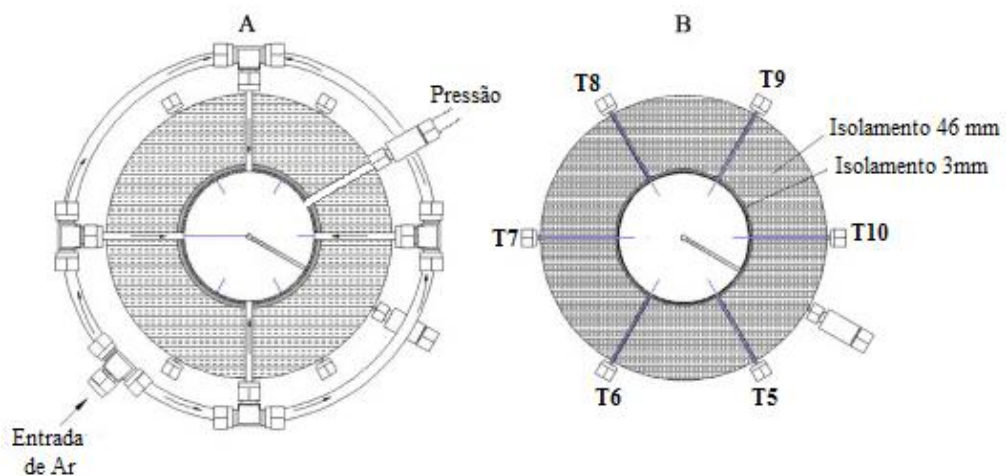 A
Pressão
Entrada
de Ar
B
T8
T9
Isolamento 46 mm
Isolamento 3mm
T7
T10
T6
T5